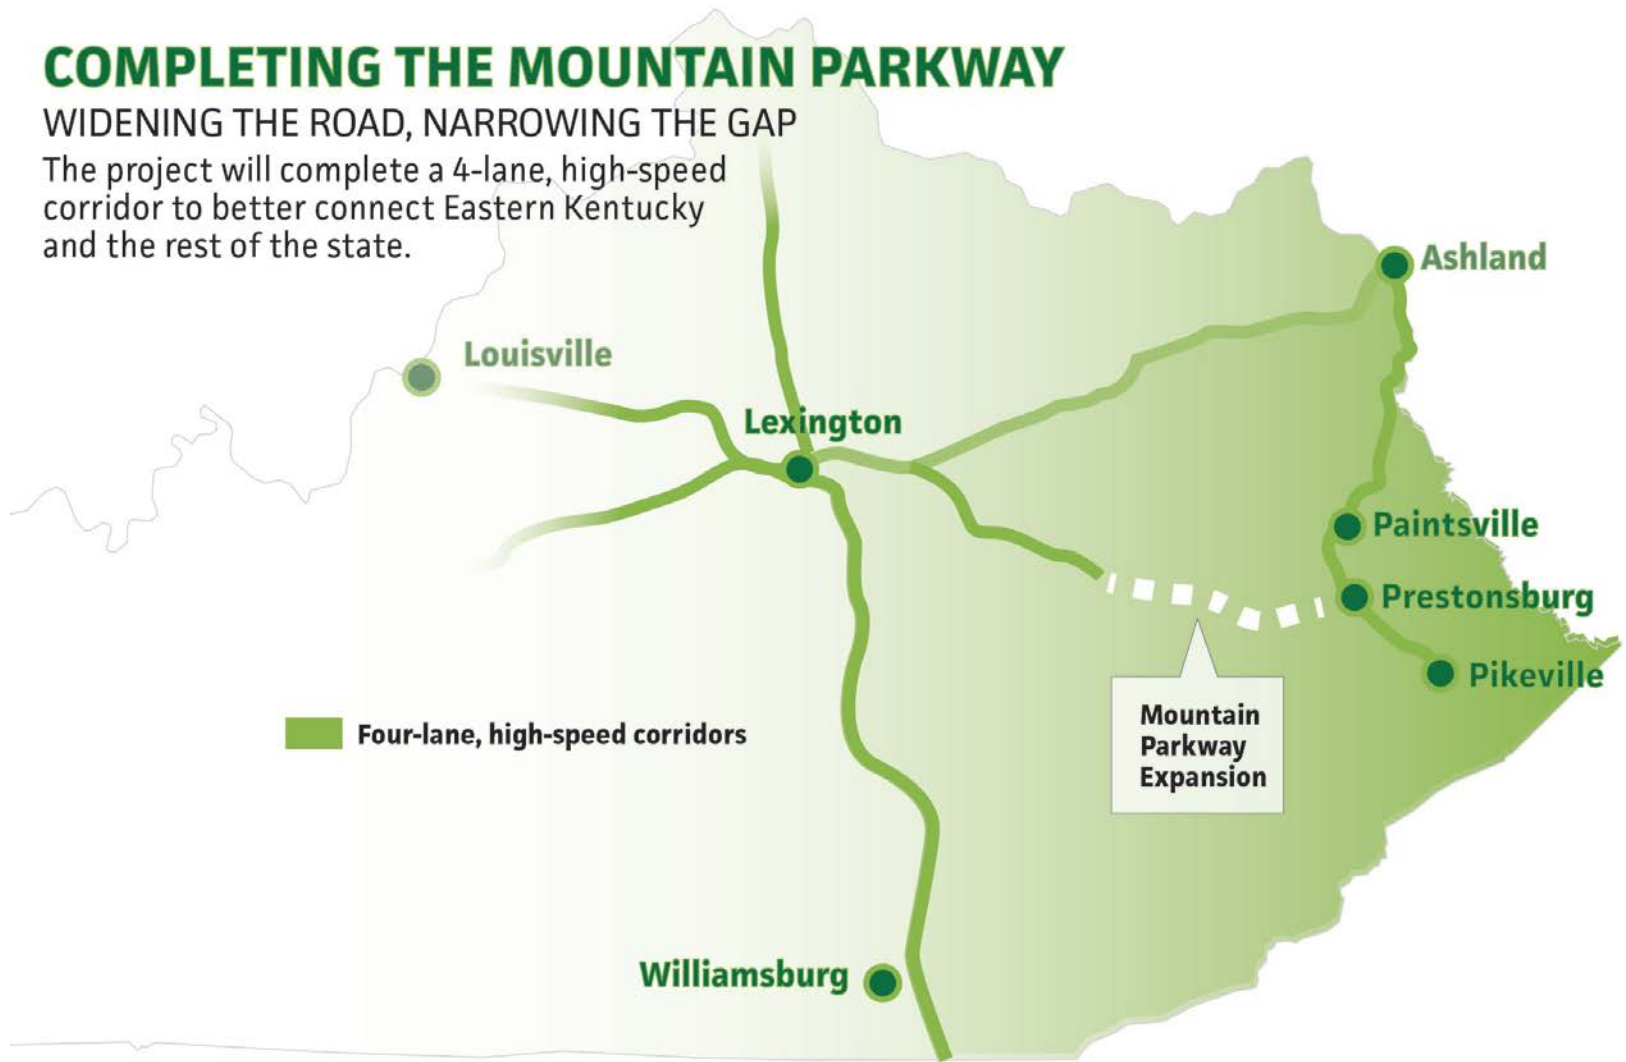 COMPLETING THE MOUNTAIN PARKWAY
WIDENING THE ROAD, NARROWING THE GAP
The project will complete a 4-lane, high-speed
corridor to better connect Eastern Kentucky
and the rest of the state.
Ashland
Louisville
Lexington
Paintsville
Prestonsburg
Pikeville
Mountain
Parkway
Expansion
Four-lane, high-speed corridors
Williamsburg